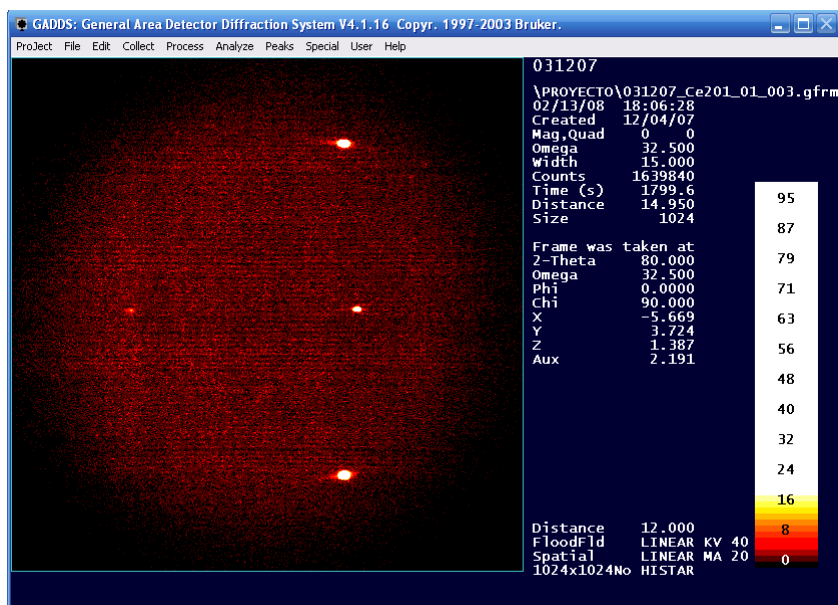 GADDS: General Area Detector Diffraction System V4.1.16 Copyr. 1997-2003 Bruker.
ProJect File Edit Collect Process Analyze Peaks Special User Help
031207
\PROYECTO\031207_Ce201_01_003.gfrm
02/13/08 18:06:28
Created 12/04/07
Mag,Quad 0 0
Omega 32.500
Width 15.000
Counts 1639840
Time (s) 1799.6
Distance 14.950
Size 1024
Frame was taken at
2-Theta 80.000
Omega 32.500
Phi 0.0000
Chi 90.000
X -5.669
Y 3.724
Z 1.387
Aux 2.191
95
87
79
71
63
56
48
40
32
24
16
8
0
Distance 12.000
FloodFld LINEAR KV 40
Spatial LINEAR MA 20
1024x1024No HISTAR